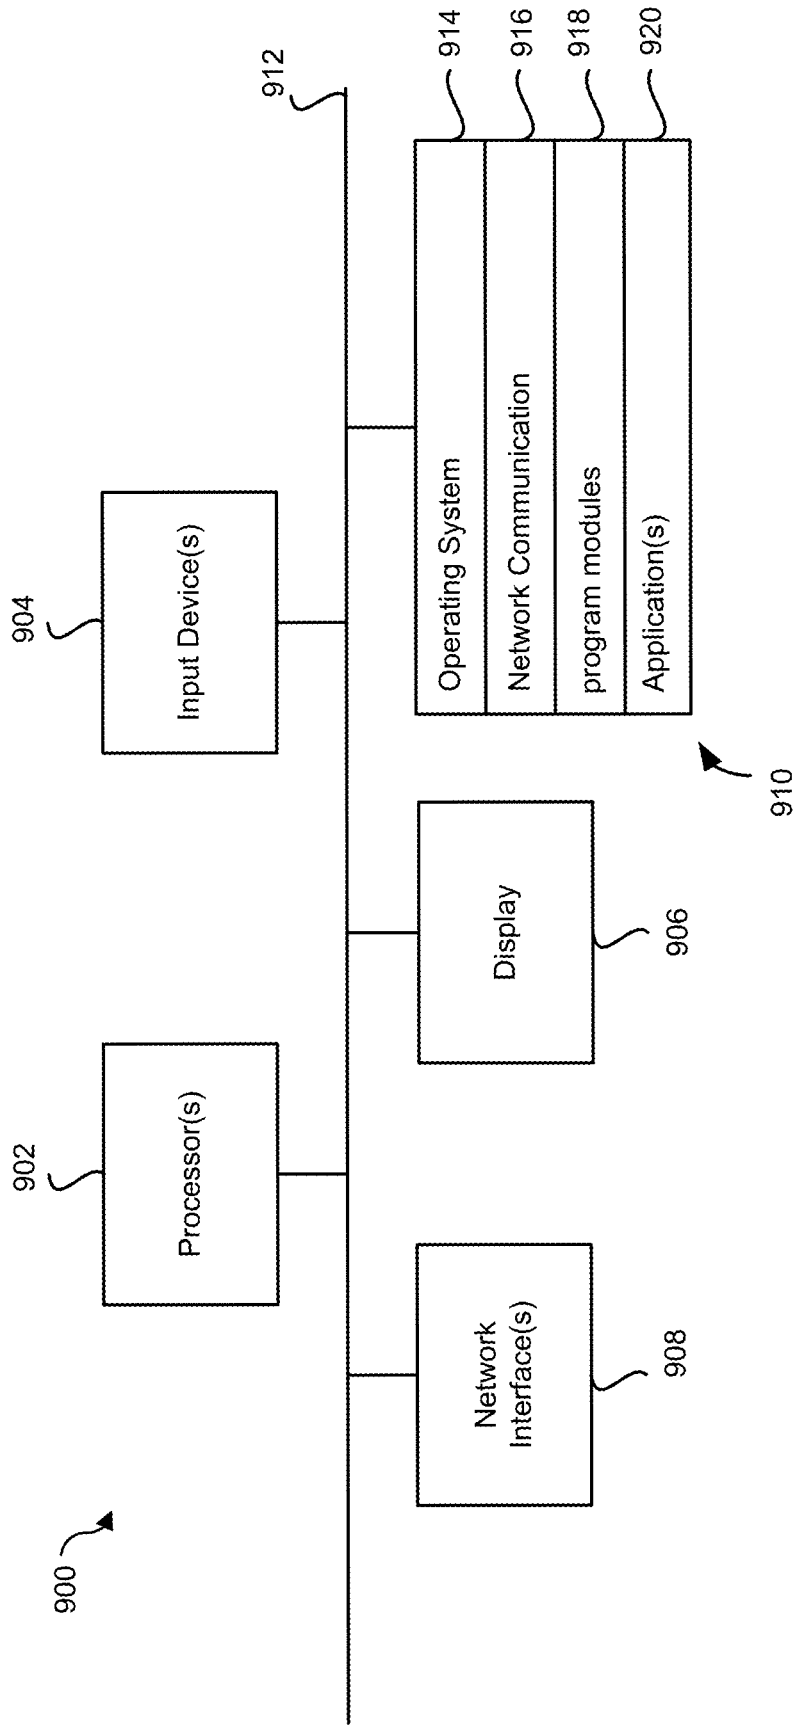 900
902
Processor(s)
904
Input Device(s)
912
Network
Interface(s)
908
Display
906
910
Operating System
914
Network Communication
916
program modules
918
Application(s)
920